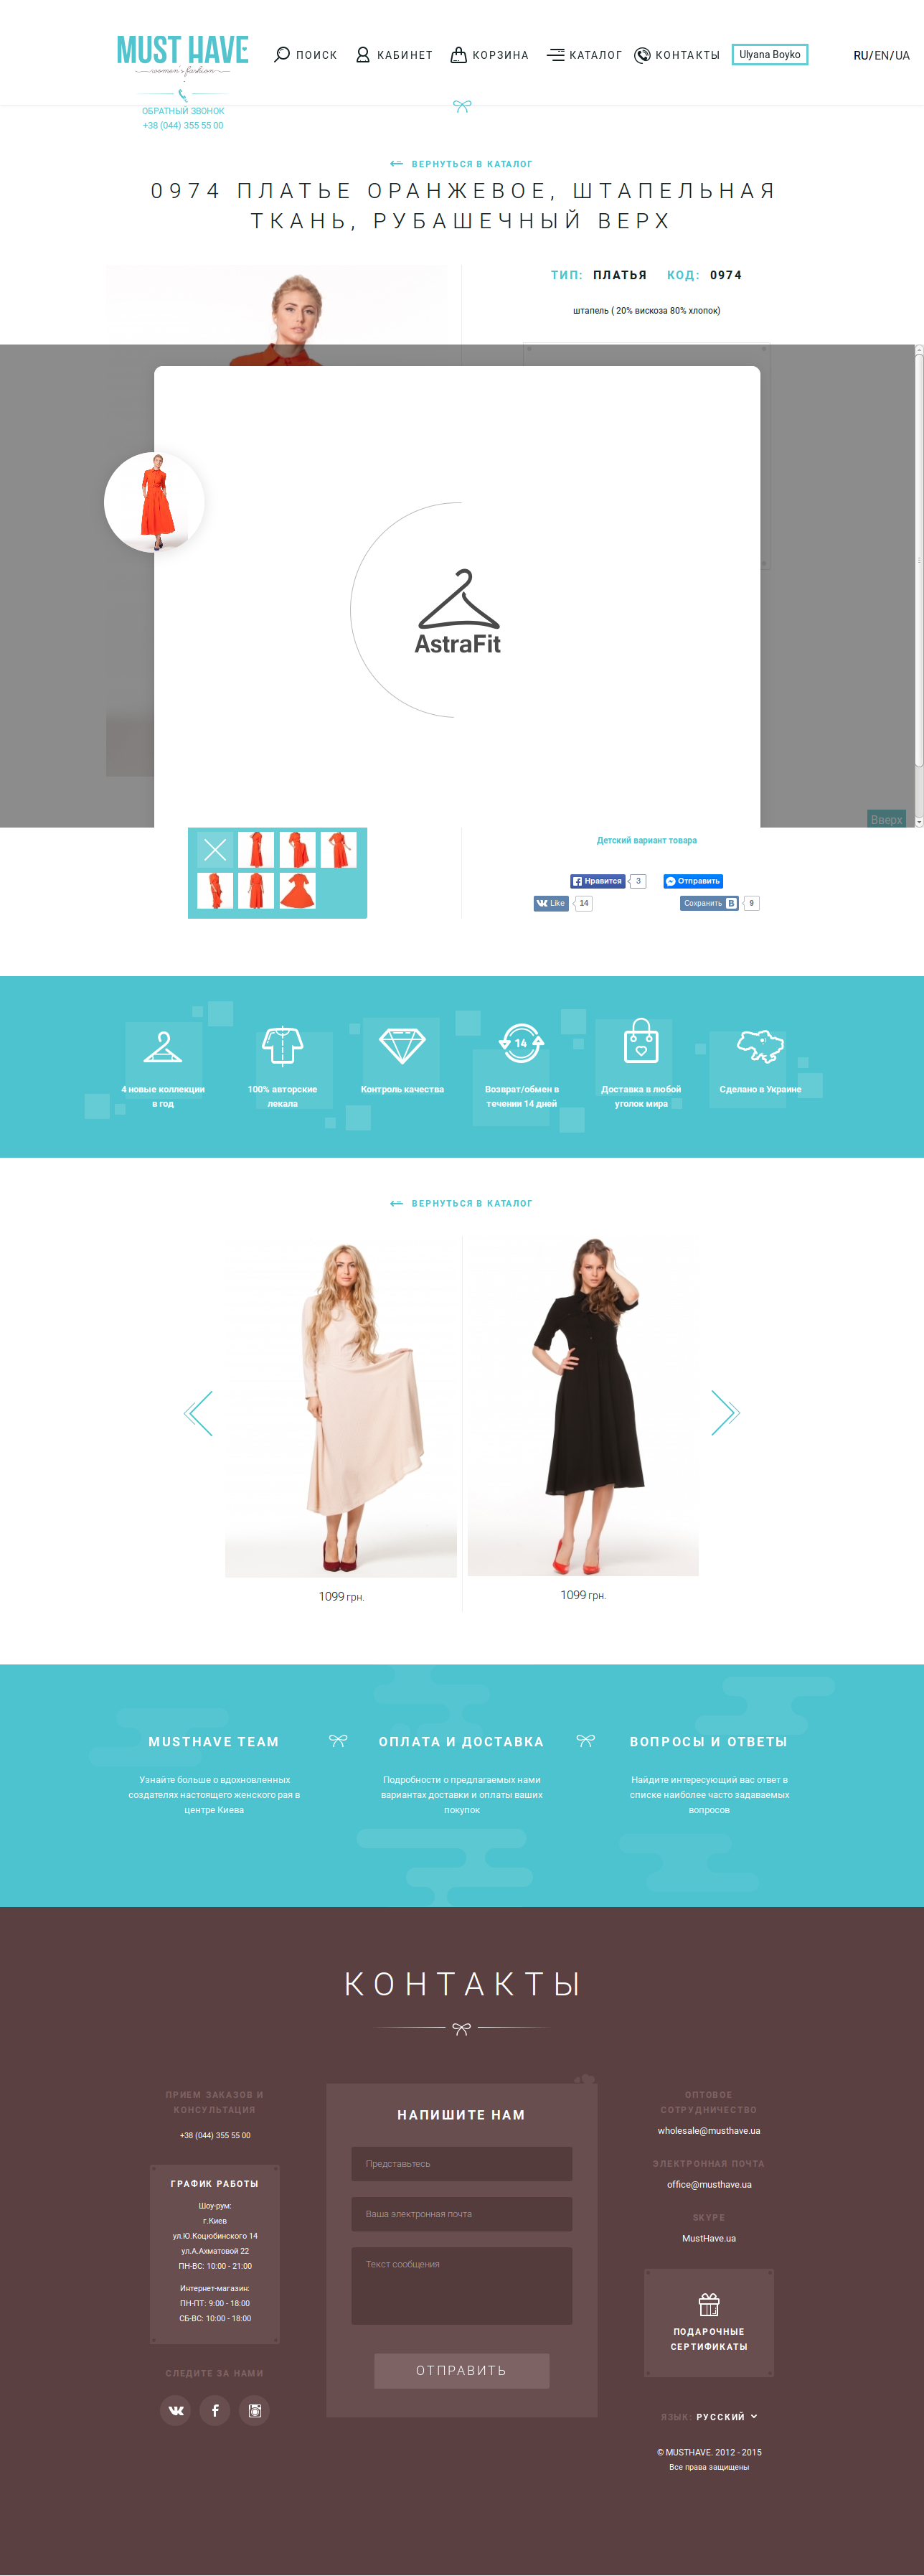 MUST HAVE
women's fashion
ПОИСК
КАБИНЕТ
КОРЗИНА
КАТАЛОГ
КОНТАКТЫ
Ulyana Boyko
RU/EN/UA
ОБРАТНЫЙ ЗВОНОК
+38 (044) 355 55 00
ВЕРНУТЬСЯ В КАТАЛОГ
0974 ПЛАТЬЕ ОРАНЖЕВОЕ, ШТАПЕЛЬНАЯ
ТКАНЬ, РУБАШЕЧНЫЙ ВЕРХ
ТИП: ПЛАТЬЯ КОД: 0974
штапель ( 20% вискоза 80% хлопок)
AstraFit
Вверх
Детский вариант товара
Нравится 3
Отправить
Like 14
Сохранить B 9
14
4 новые коллекции
в год
100% авторские
лекала
Контроль качества
Возврат/обмен в
течении 14 дней
Доставка в любой
уголок мира
Сделано в Украине
ВЕРНУТЬСЯ В КАТАЛОГ
1099 грн.
1099 грн.
MUSTHAVE TEAM
Узнайте больше о вдохновленных
создателях настоящего женского рая в
центре Киева
ОПЛАТА И ДОСТАВКА
Подробности о предлагаемых нами
вариантах доставки и оплаты ваших
покупок
ВОПРОСЫ И ОТВЕТЫ
Найдите интересующий вас ответ в
списке наиболее часто задаваемых
вопросов
КОНТАКТЫ
ПРИЕМ ЗАКАЗОВ И
КОНСУЛЬТАЦИЯ
+38 (044) 355 55 00
ГРАФИК РАБОТЫ
Шоу-рум:
г.Киев
ул.Ю.Коцюбинского 14
ул.А.Ахматовой 22
ПН-ВС: 10:00 - 21:00
Интернет-магазин:
ПН-ПТ: 9:00 - 18:00
СБ-ВС: 10:00 - 18:00
СЛЕДИТЕ ЗА НАМИ
НАПИШИТЕ НАМ
Представьтесь
Ваша электронная почта
Текст сообщения
ОТПРАВИТЬ
ОПТОВОЕ
СОТРУДНИЧЕСТВО
wholesale@musthave.ua
ЭЛЕКТРОННАЯ ПОЧТА
office@musthave.ua
SKYPE
MustHave.ua
ПОДАРОЧНЫЕ
СЕРТИФИКАТЫ
ЯЗЫК: РУССКИЙ
© MUSTHAVE. 2012 - 2015
Все права защищены